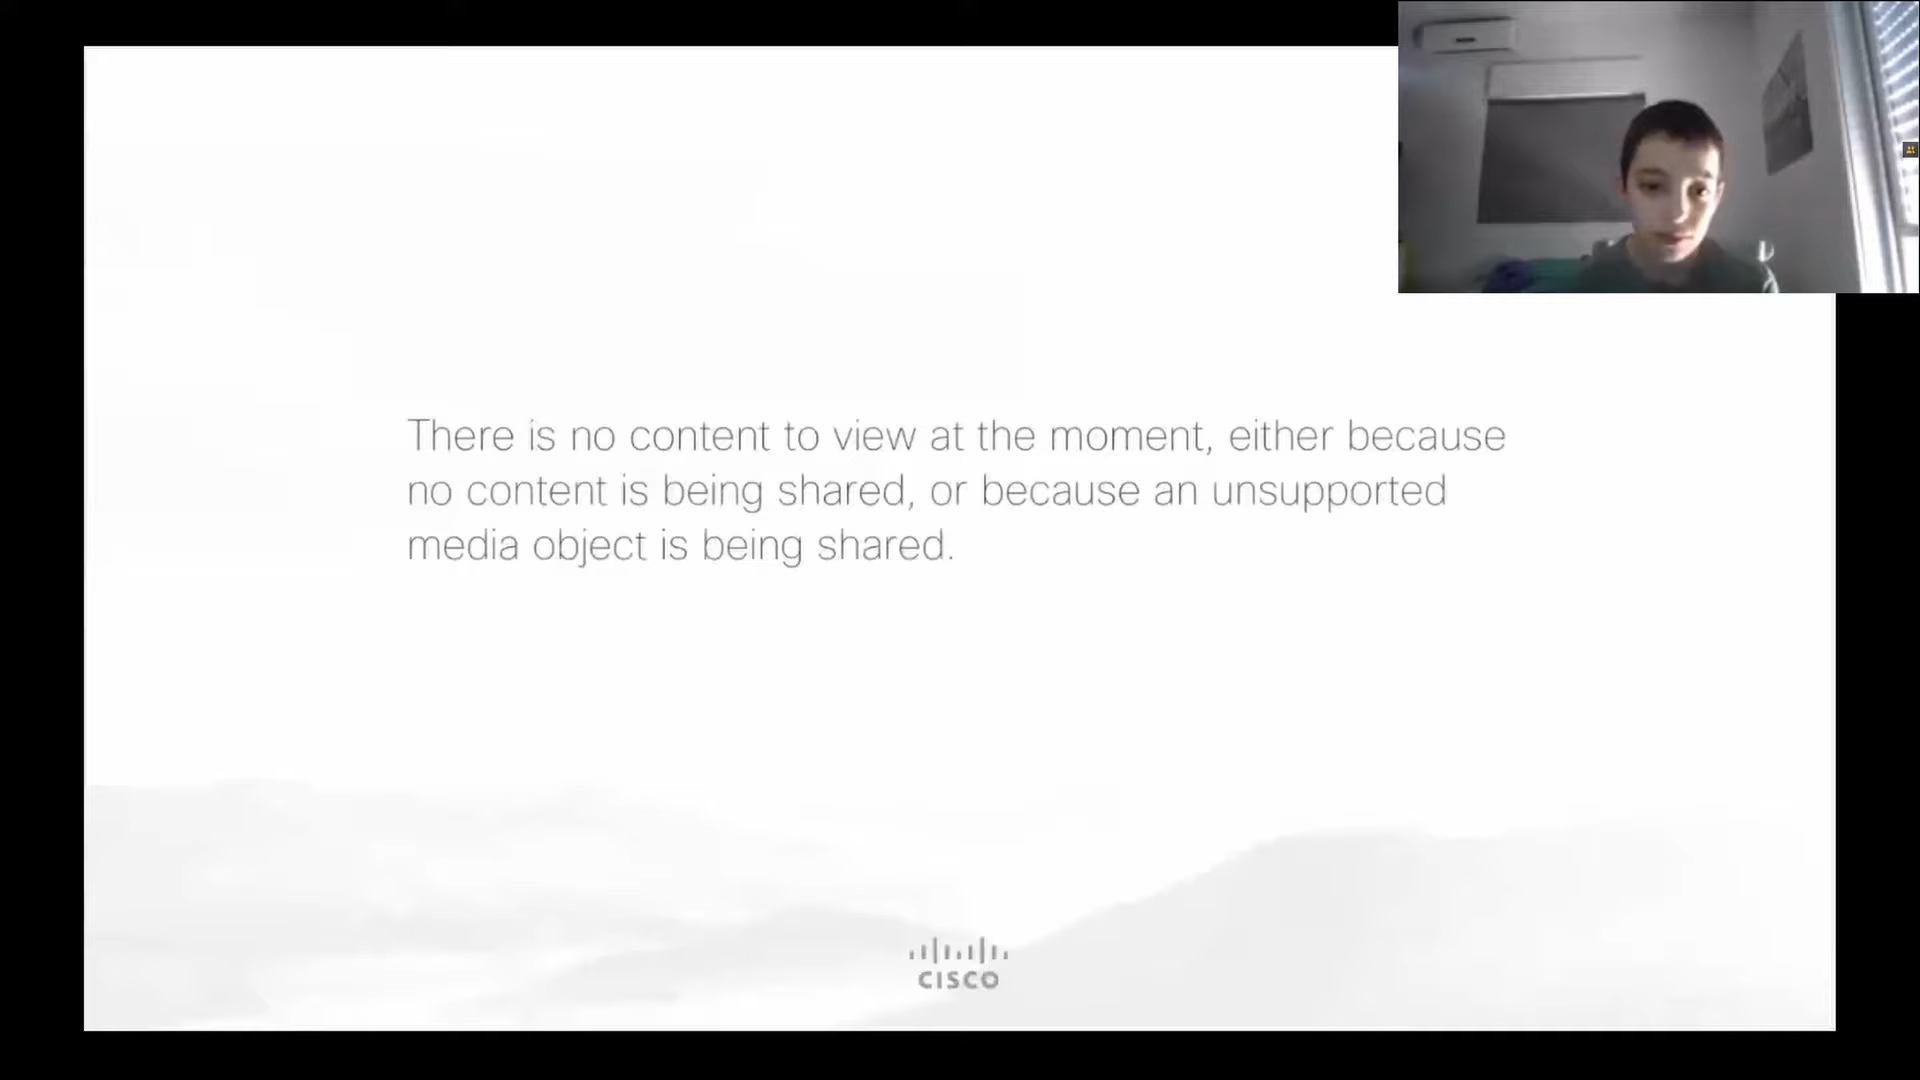 There is no content to view at the moment, either because
no content is being shared, or because an unsupported
media object is being shared.
CISCO